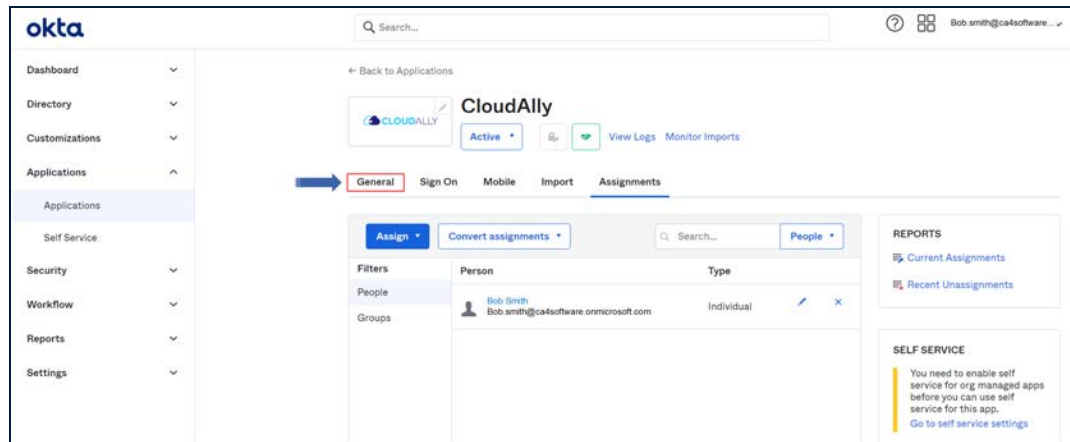 okta
Search...
Bob.smith@ca4software...
Dashboard
Directory
Customizations
Applications
Applications
Self Service
Security
Workflow
Reports
Settings
← Back to Applications
CLOUDALLY
CloudAlly
Active
View Logs
Monitor Imports
General
Sign On
Mobile
Import
Assignments
Assign
Convert assignments
Search...
People
Filters
Person
Type
People
Groups
Bob Smith
Bob.smith@ca4software.onmicrosoft.com
Individual
REPORTS
Current Assignments
Recent Unassignments
SELF SERVICE
You need to enable self
service for org managed apps
before you can use self
service for this app.
Go to self service settings